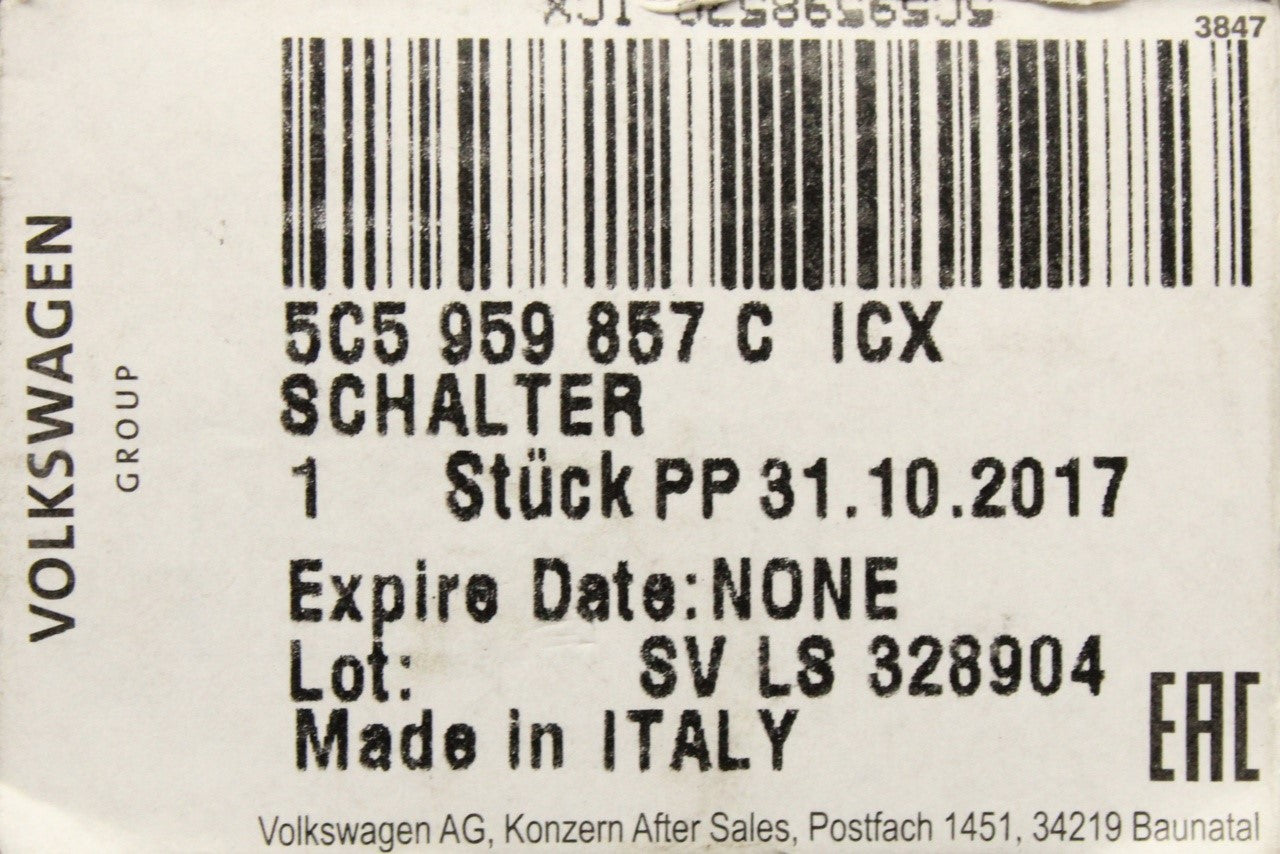 3847
5C5 959 857 C ICX
SCHALTER
1 Stück PP 31.10.2017
Expire Date:NONE
Lot: SV LS 328904
Made in ITALY
EAC
Volkswagen AG, Konzern After Sales, Postfach 1451, 34219 Baunatal
VOLKSWAGEN
GROUP